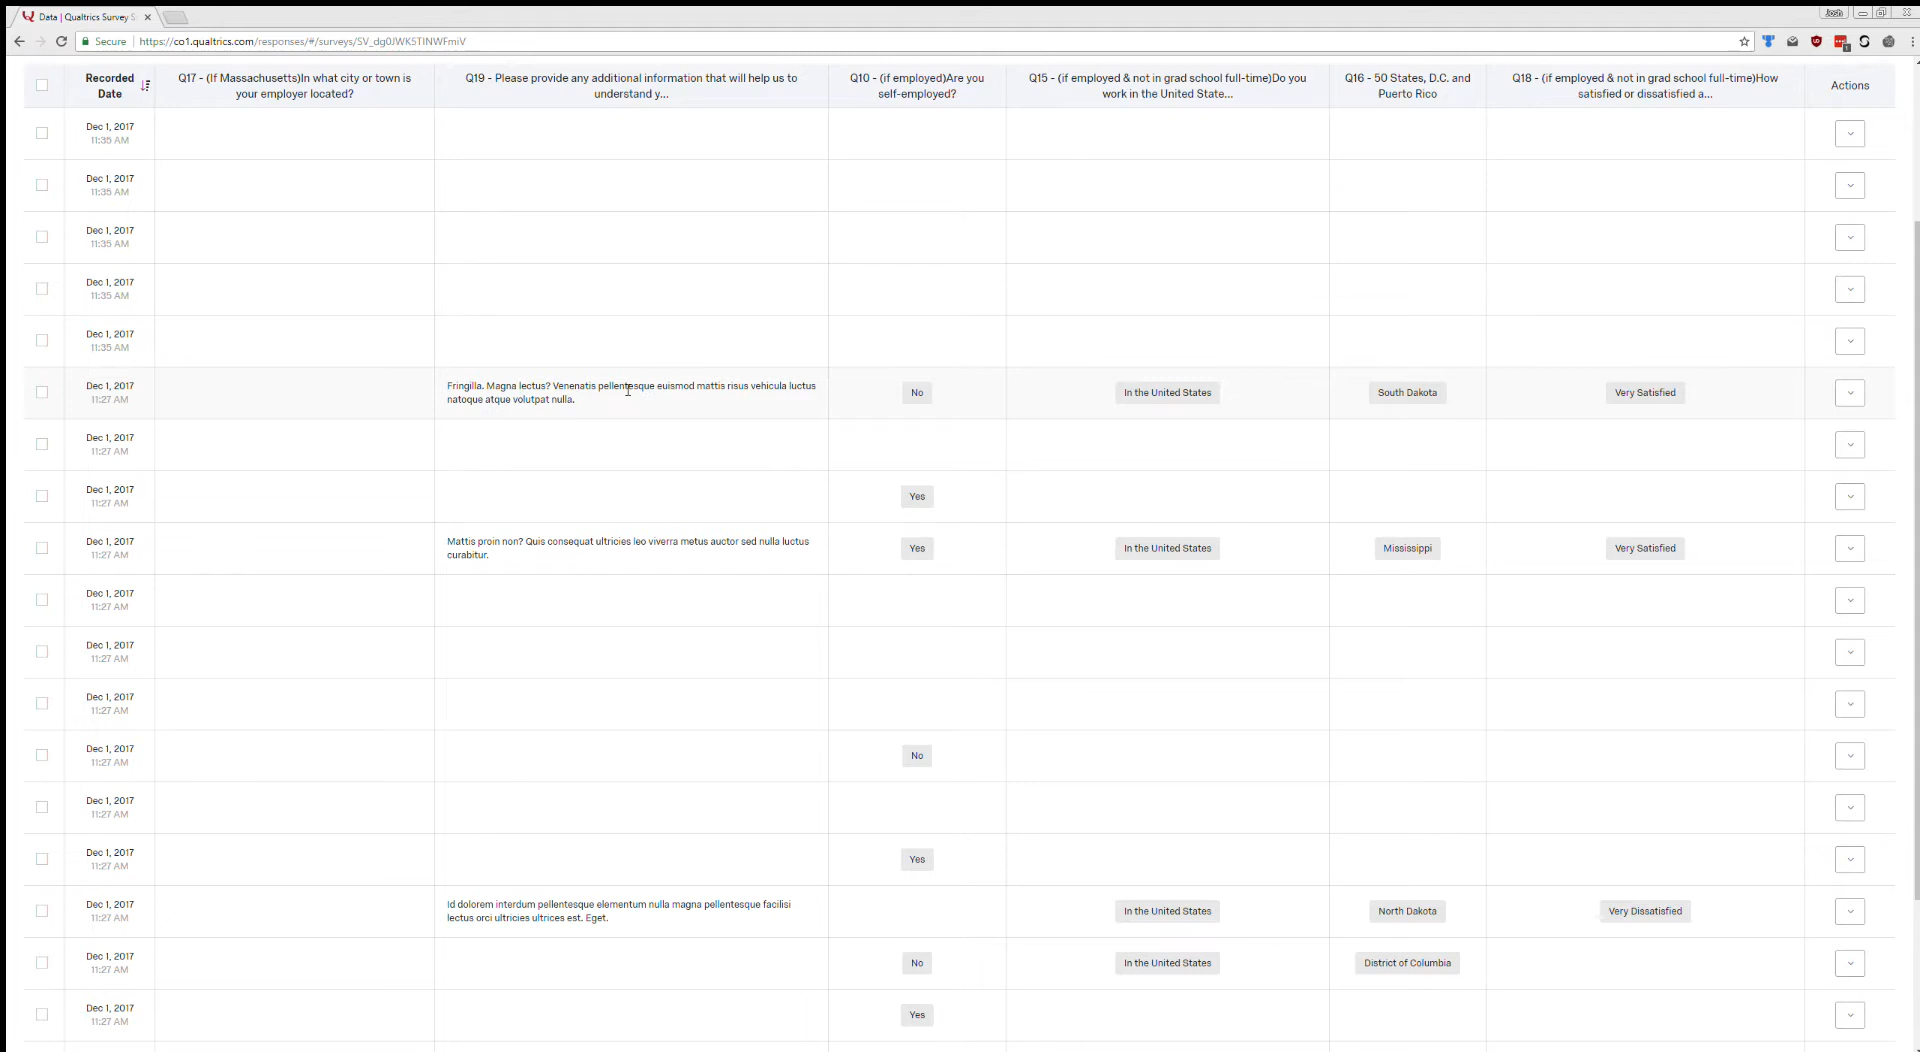 Data | Qualtrics Survey S
Josh
Secure
https://co1.qualtrics.com/responses/#/surveys/SV_dg0JWK5TINWFmiV
Recorded Date
Q17 - (If Massachusetts)In what city or town is your employer located?
Q19 - Please provide any additional information that will help us to understand y...
Q10 - (if employed)Are you self-employed?
Q15 - (if employed & not in grad school full-time)Do you work in the United State...
Q16 - 50 States, D.C. and Puerto Rico
Q18 - (if employed & not in grad school full-time)How satisfied or dissatisfied a...
Actions
Dec 1, 2017
11:35 AM
Dec 1, 2017
11:35 AM
Dec 1, 2017
11:35 AM
Dec 1, 2017
11:35 AM
Dec 1, 2017
11:35 AM
Dec 1, 2017
11:27 AM
Fringilla. Magna lectus? Venenatis pellentesque euismod mattis risus vehicula luctus
natoque atque volutpat nulla.
No
In the United States
South Dakota
Very Satisfied
Dec 1, 2017
11:27 AM
Dec 1, 2017
11:27 AM
Yes
Dec 1, 2017
11:27 AM
Mattis proin non? Quis consequat ultricies leo viverra metus auctor sed nulla luctus
curabitur.
Yes
In the United States
Mississippi
Very Satisfied
Dec 1, 2017
11:27 AM
Dec 1, 2017
11:27 AM
Dec 1, 2017
11:27 AM
Dec 1, 2017
11:27 AM
No
Dec 1, 2017
11:27 AM
Dec 1, 2017
11:27 AM
Yes
Dec 1, 2017
11:27 AM
Id dolorem interdum pellentesque elementum nulla magna pellentesque facilisi
lectus orci ultricies ultrices est. Eget.
In the United States
North Dakota
Very Dissatisfied
Dec 1, 2017
11:27 AM
No
In the United States
District of Columbia
Dec 1, 2017
11:27 AM
Yes